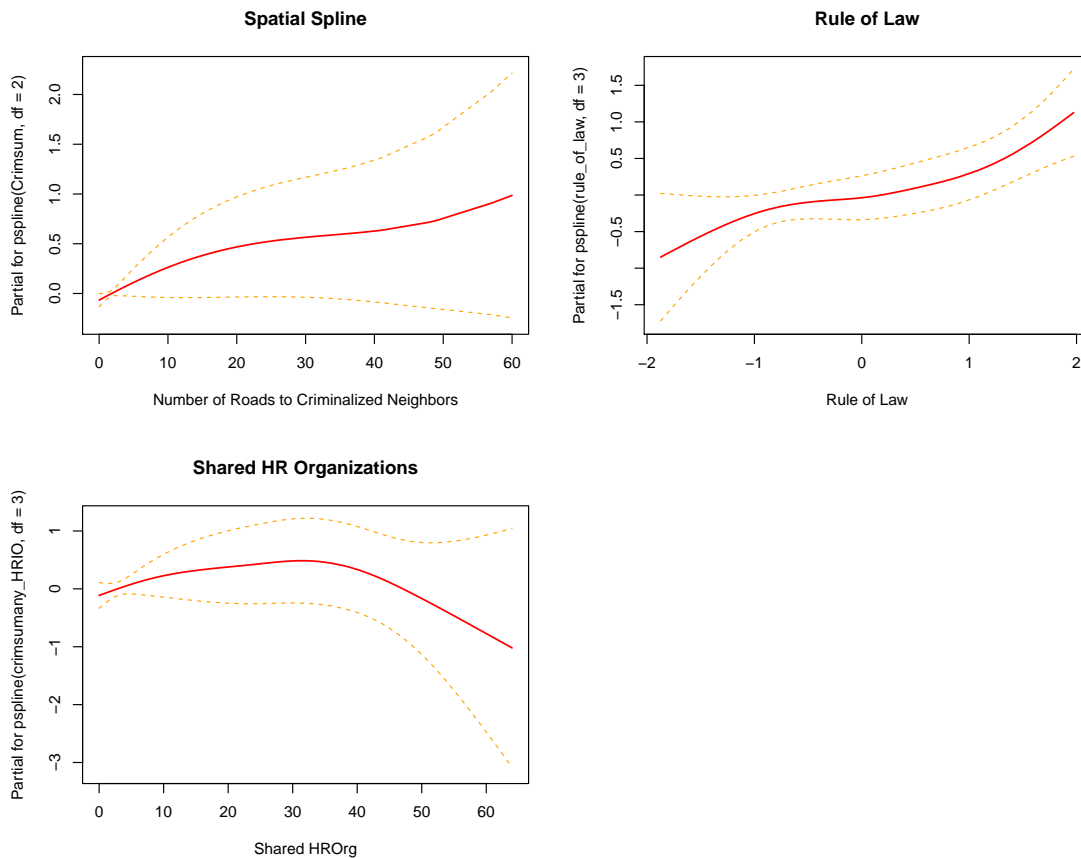 Spatial Spline
Partial for pspline(Crimsum, df = 2)
2.0
1.5
1.0
0.5
0.0
0 10 20 30 40 50 60
Number of Roads to Criminalized Neighbors
Rule of Law
Partial for pspline(rule_of_law, df = 3)
1.5
1.0
0.5
−0.5
−1.5
−2 −1 0 1 2
Rule of Law
Shared HR Organizations
Partial for pspline(crimsumany_HRIO, df = 3)
1
0
−1
−2
−3
0 10 20 30 40 50 60
Shared HROrg